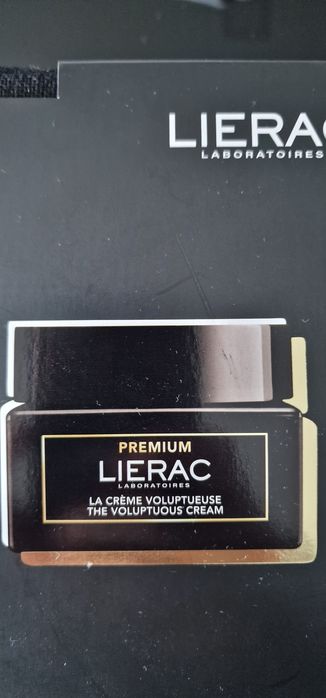 LIERAC
LABORATOIRES
PREMIUM
LIERAC
LABORATOIRES
LA CRÈME VOLUPTUEUSE
THE VOLUPTUOUS CREAM